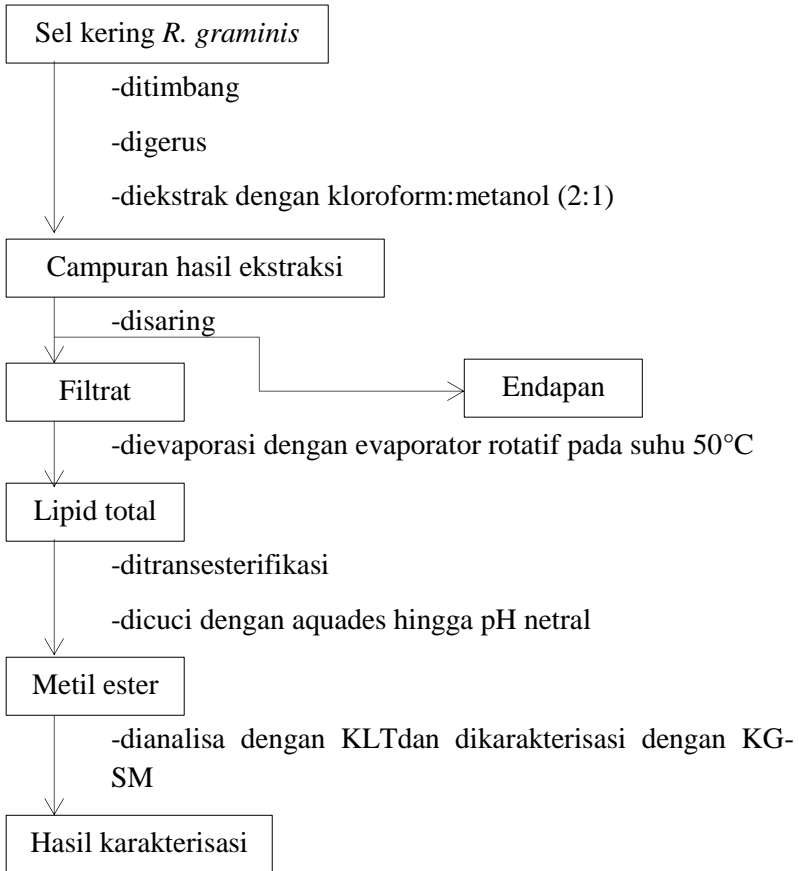 Sel kering R. graminis
-ditimbang
-digerus
-diekstrak dengan kloroform:metanol (2:1)
Campuran hasil ekstraksi
-disaring
Filtrat
Endapan
-dievaporasi dengan evaporator rotatif pada suhu 50°C
Lipid total
-ditransesterifikasi
-dicuci dengan aquades hingga pH netral
Metil ester
-dianalisa dengan KLTdan dikarakterisasi dengan KG-
SM
Hasil karakterisasi